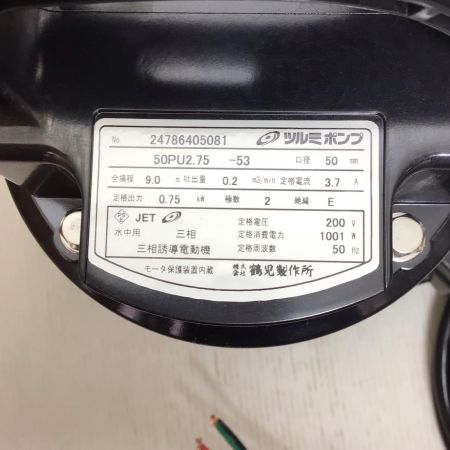 No. 24786405081 ツルミポンプ
50PU2.75 -53 口径 50 mm
全揚程 9.0 m 吐出量 0.2 m3/min 定格電流 3.7 A
定格出力 0.75 kW 極数 2 絶縁 E
PS E JET 定格電圧 200 V
水中用 三相 定格消費電力 1001 W
三相誘導電動機 定格周波数 50 Hz
モータ保護装置内蔵 株式会社 鶴見製作所